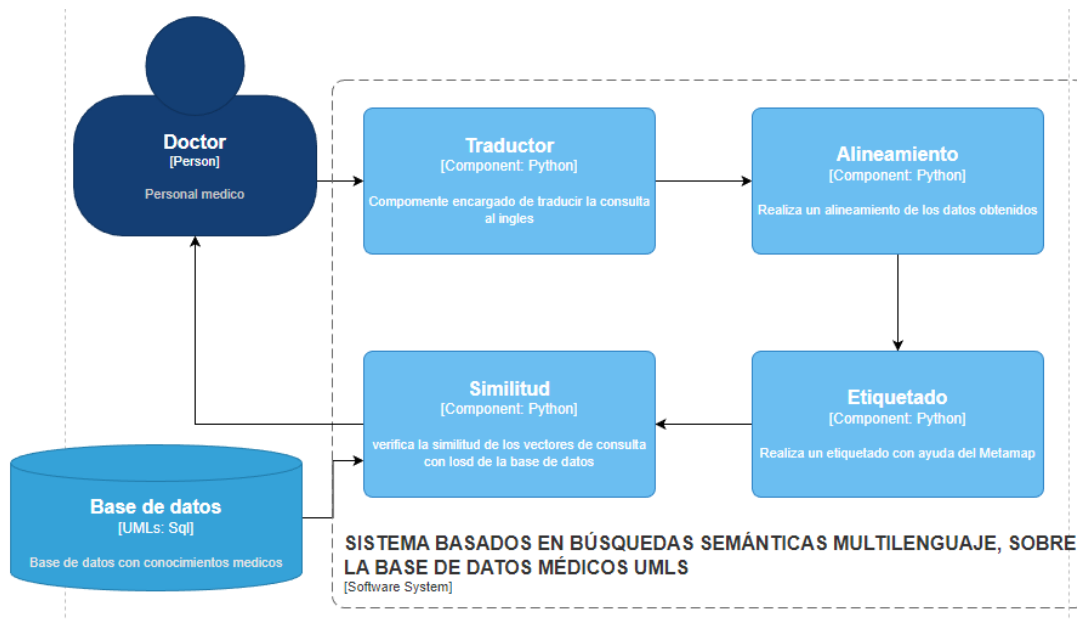 Doctor
[Person]
Personal medico
Traductor
[Component: Python]
Compomente encargado de traducir la consulta
al ingles
Alineamiento
[Component: Python]
Realiza un alineamiento de los datos obtenidos
Similitud
[Component: Python]
verifica la similitud de los vectores de consulta
con losd de la base de datos
Etiquetado
[Component: Python]
Realiza un etiquetado con ayuda del Metamap
Base de datos
[UMLs: Sql]
Base de datos con conocimientos medicos
SISTEMA BASADOS EN BÚSQUEDAS SEMÁNTICAS MULTILENGUAJE, SOBRE
LA BASE DE DATOS MÉDICOS UMLS
[Software System]